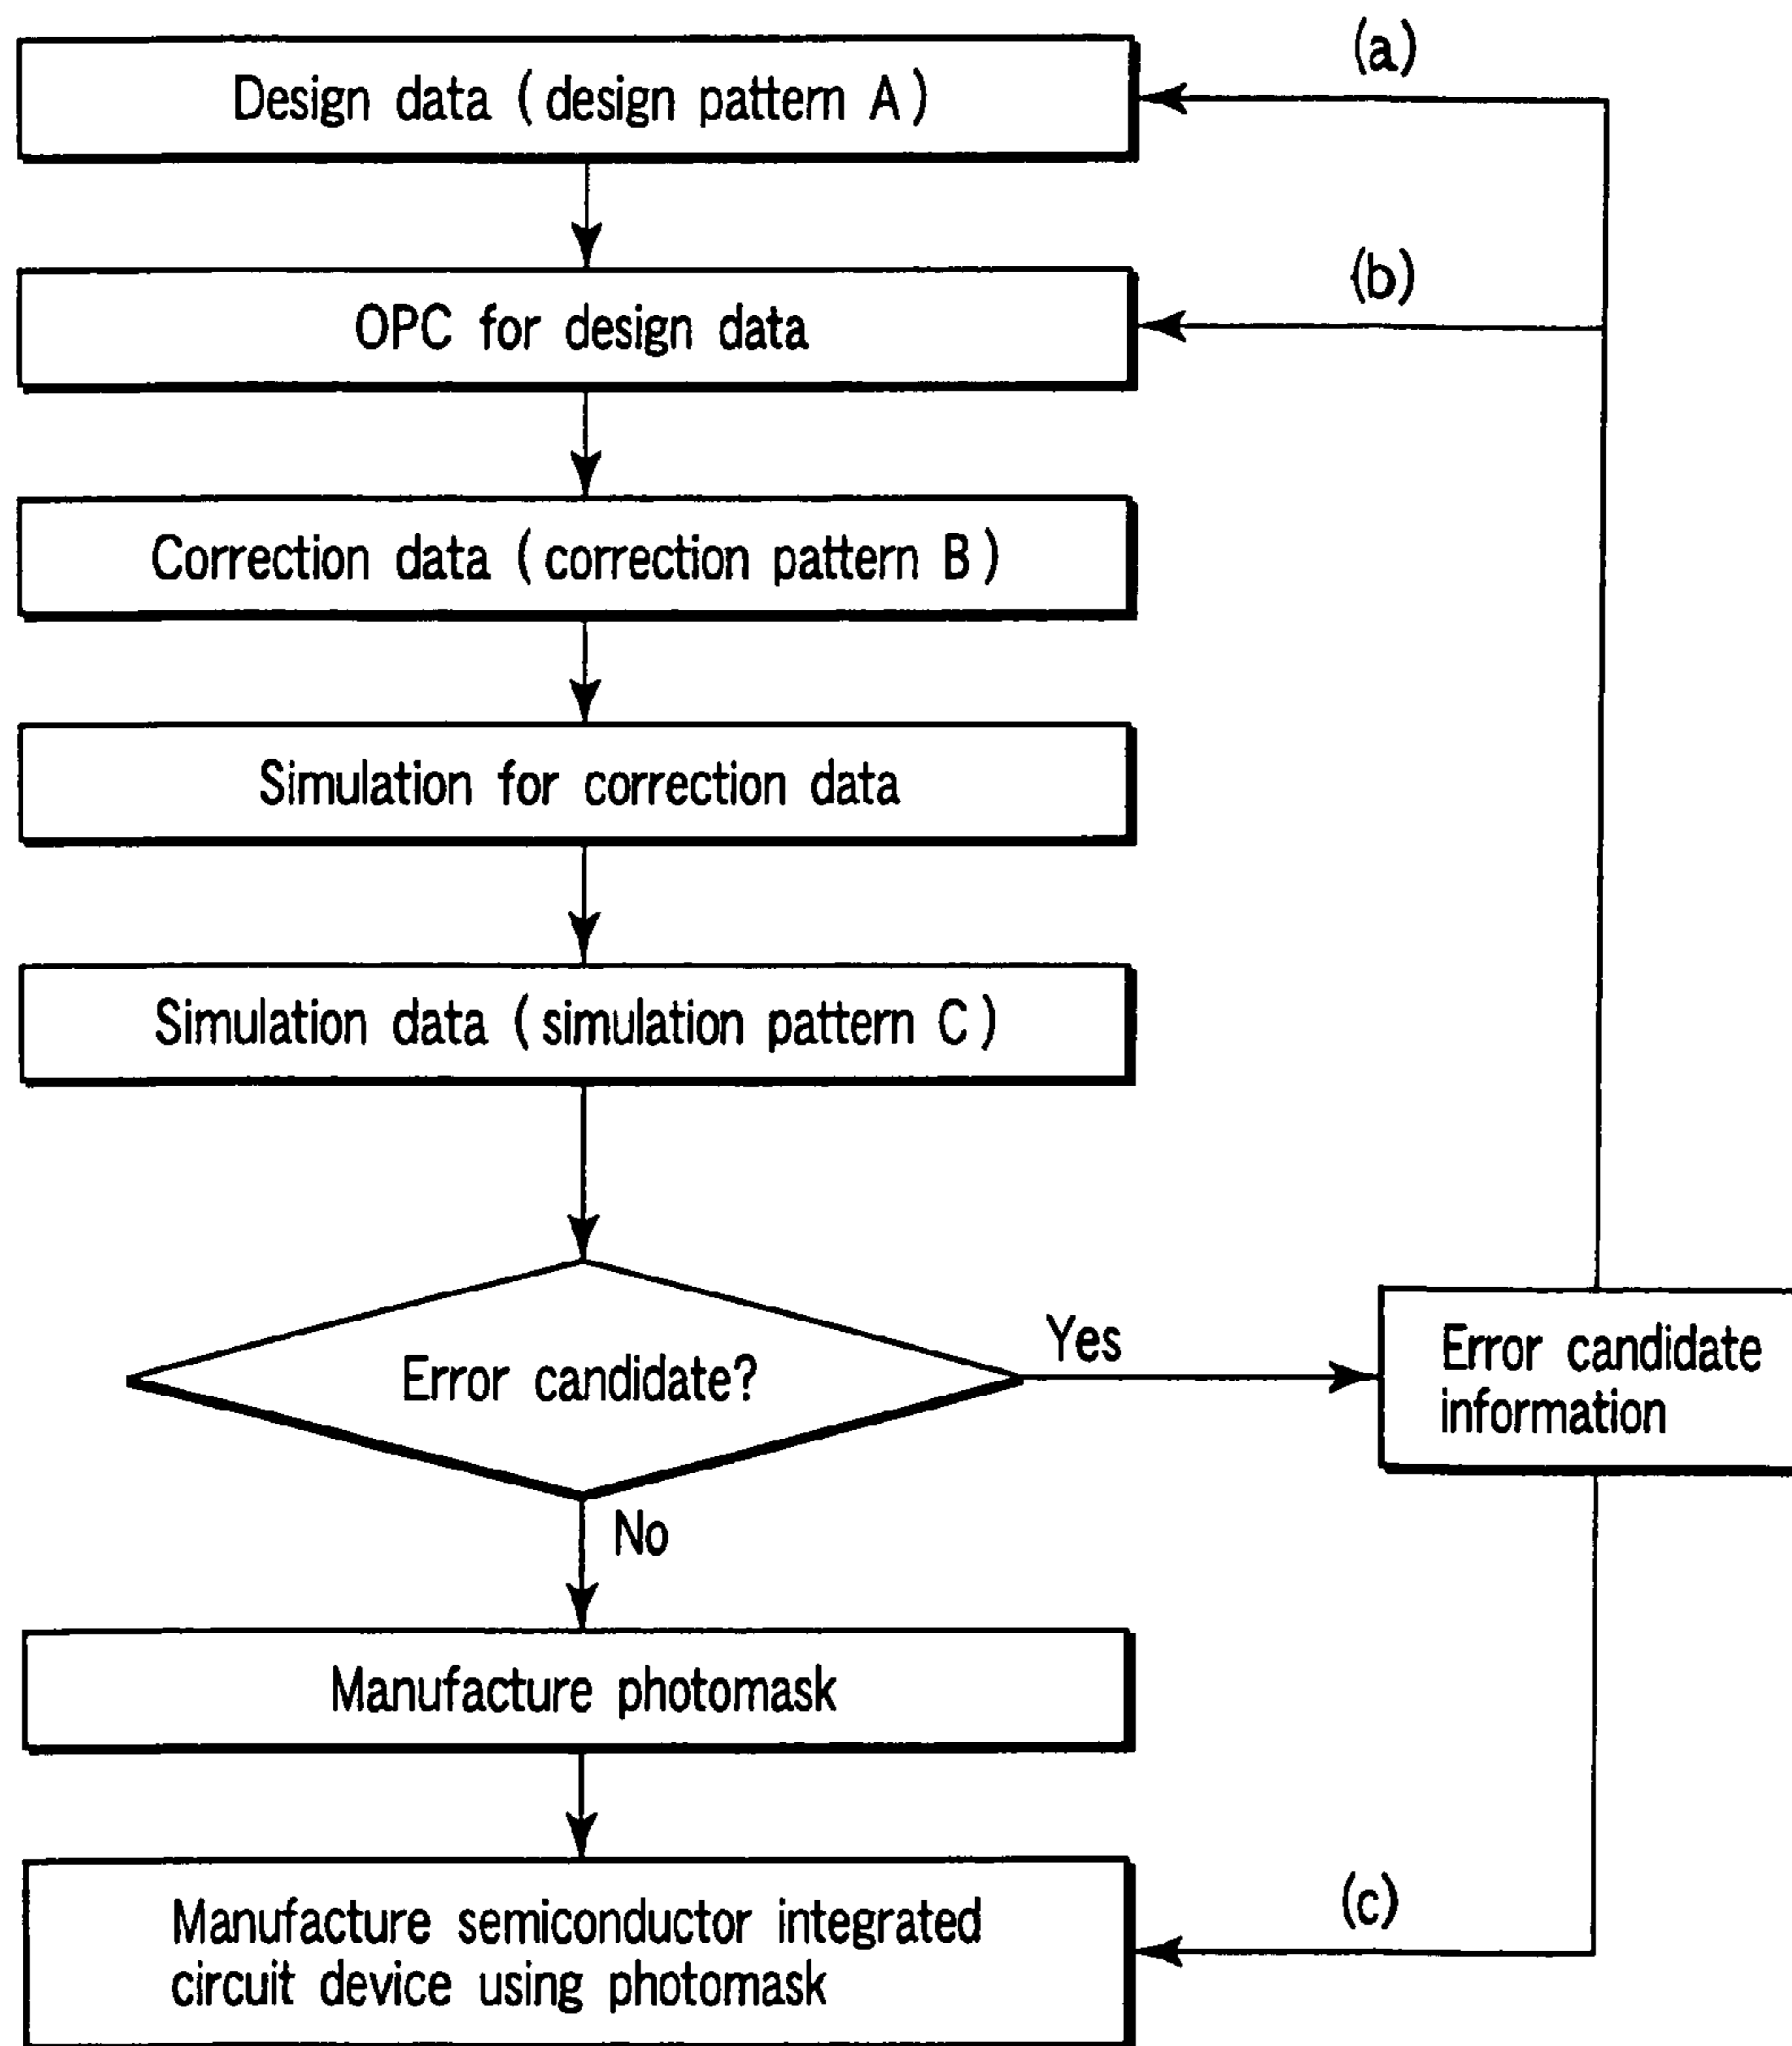 (a)
Design data (design pattern A)
(b)
OPC for design data
Correction data (correction pattern B)
Simulation for correction data
Simulation data (simulation pattern C)
Error candidate?
Yes
Error candidate
information
No
Manufacture photomask
Manufacture semiconductor integrated
circuit device using photomask
(c)